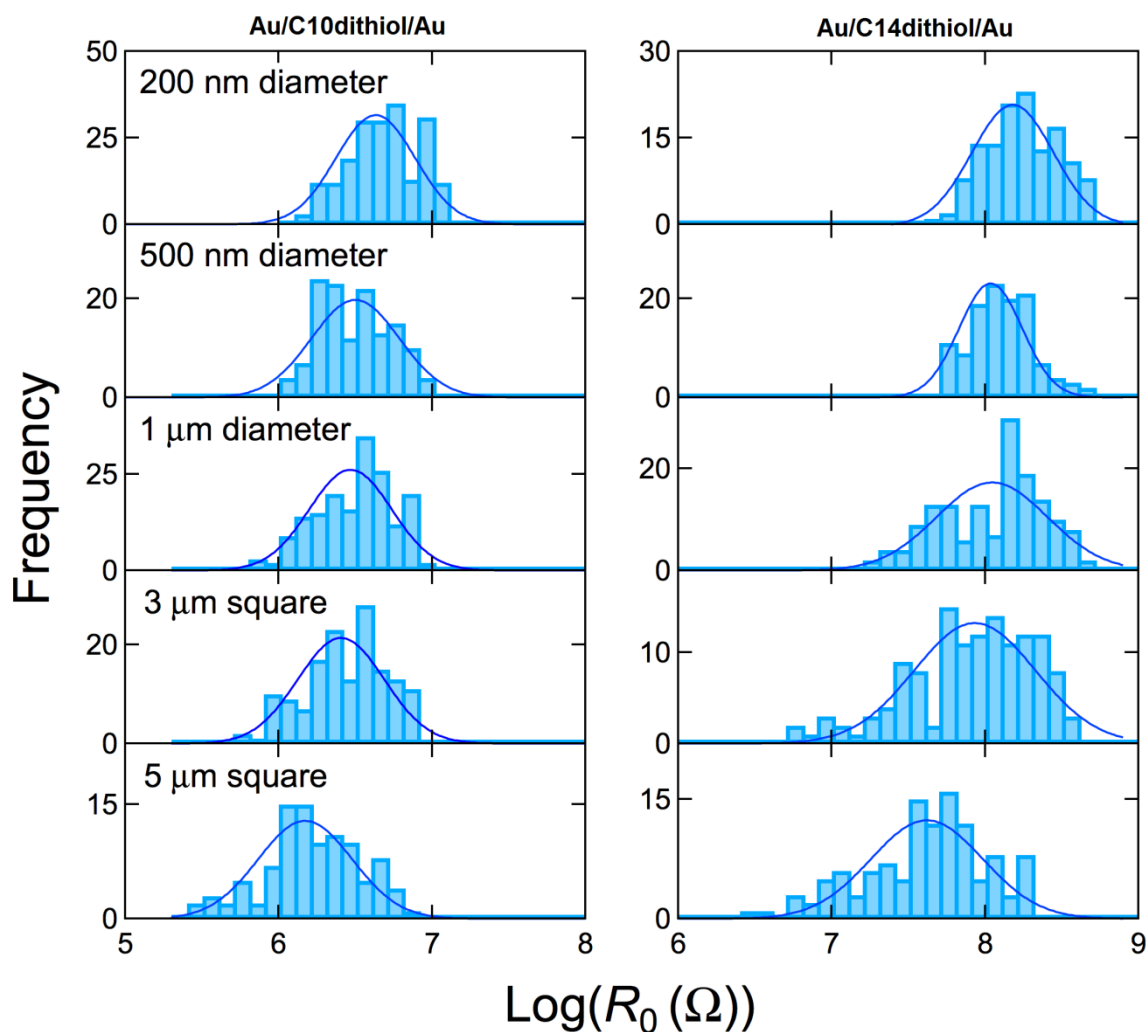 Au/C10dithiol/Au
Au/C14dithiol/Au
50
25
0
200 nm diameter
30
15
0
20
0
500 nm diameter
20
0
25
0
1 μm diameter
20
0
20
0
3 μm square
10
0
15
0
5 μm square
15
0
5 6 7 8
6 7 8 9
Frequency
Log(R0 (Ω))